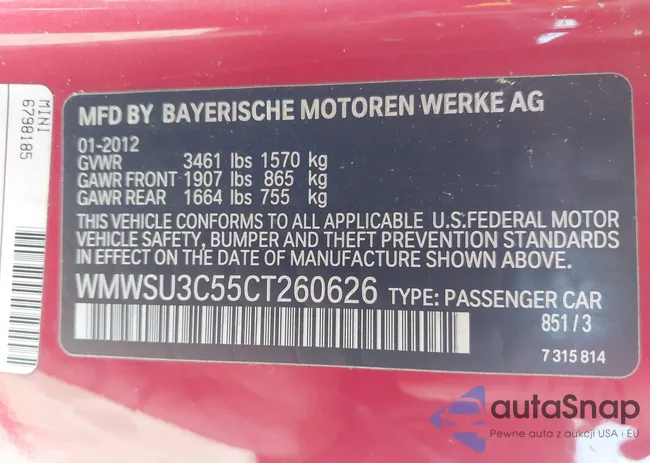 MINI
6798185
MFD BY BAYERISCHE MOTOREN WERKE AG
01-2012
GVWR 3461 lbs 1570 kg
GAWR FRONT 1907 lbs 865 kg
GAWR REAR 1664 lbs 755 kg
THIS VEHICLE CONFORMS TO ALL APPLICABLE U.S.FEDERAL MOTOR
VEHICLE SAFETY, BUMPER AND THEFT PREVENTION STANDARDS
IN EFFECT ON THE DATE OF MANUFACTURE SHOWN ABOVE.
WMWSU3C55CT260626 TYPE: PASSENGER CAR
851/3
7 315 814
autaSnap
Pewne auta z aukcji USA i EU